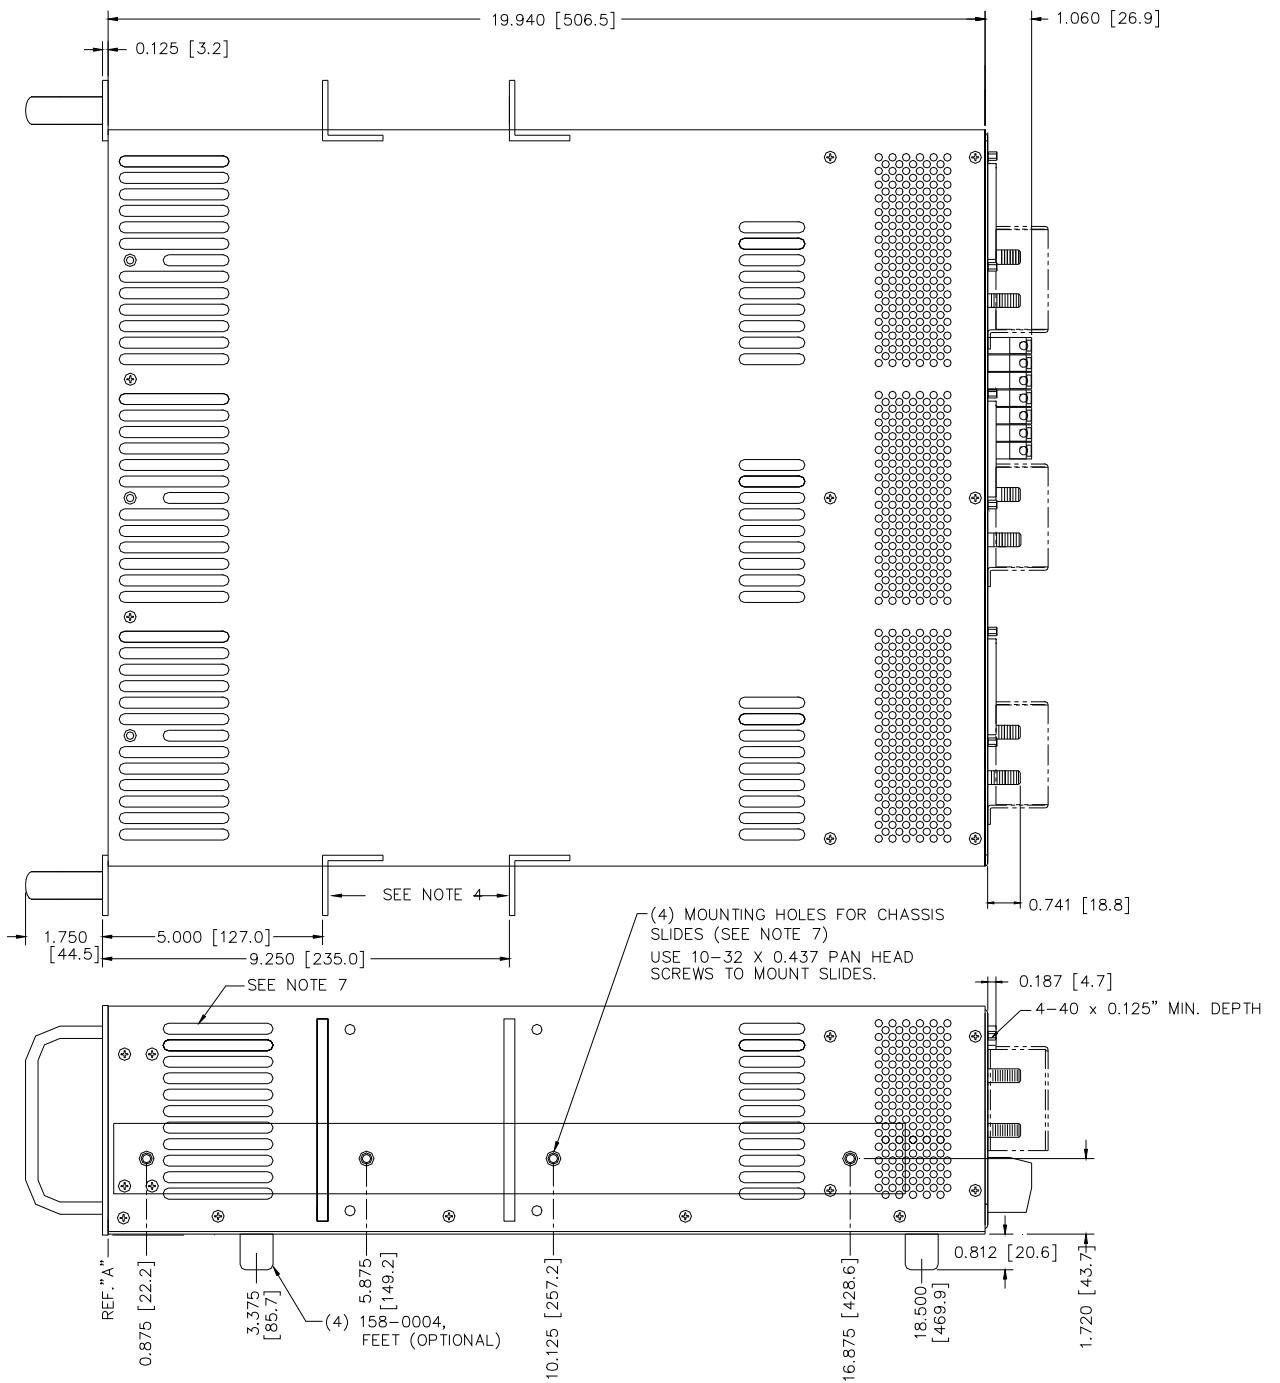 19.940 [506.5]
1.060 [26.9]
0.125 [3.2]
SEE NOTE 4
0.741 [18.8]
1.750
[44.5]
5.000 [127.0]
9.250 [235.0]
(4) MOUNTING HOLES FOR CHASSIS
SLIDES (SEE NOTE 7)
USE 10-32 X 0.437 PAN HEAD
SCREWS TO MOUNT SLIDES.
SEE NOTE 7
0.187 [4.7]
4-40 x 0.125" MIN. DEPTH
0.812 [20.6]
1.720 [43.7]
REF."A"
0.875 [22.2]
3.375
[85.7]
(4) 158-0004,
FEET (OPTIONAL)
5.875
[149.2]
10.125 [257.2]
16.875 [428.6]
18.500
[469.9]